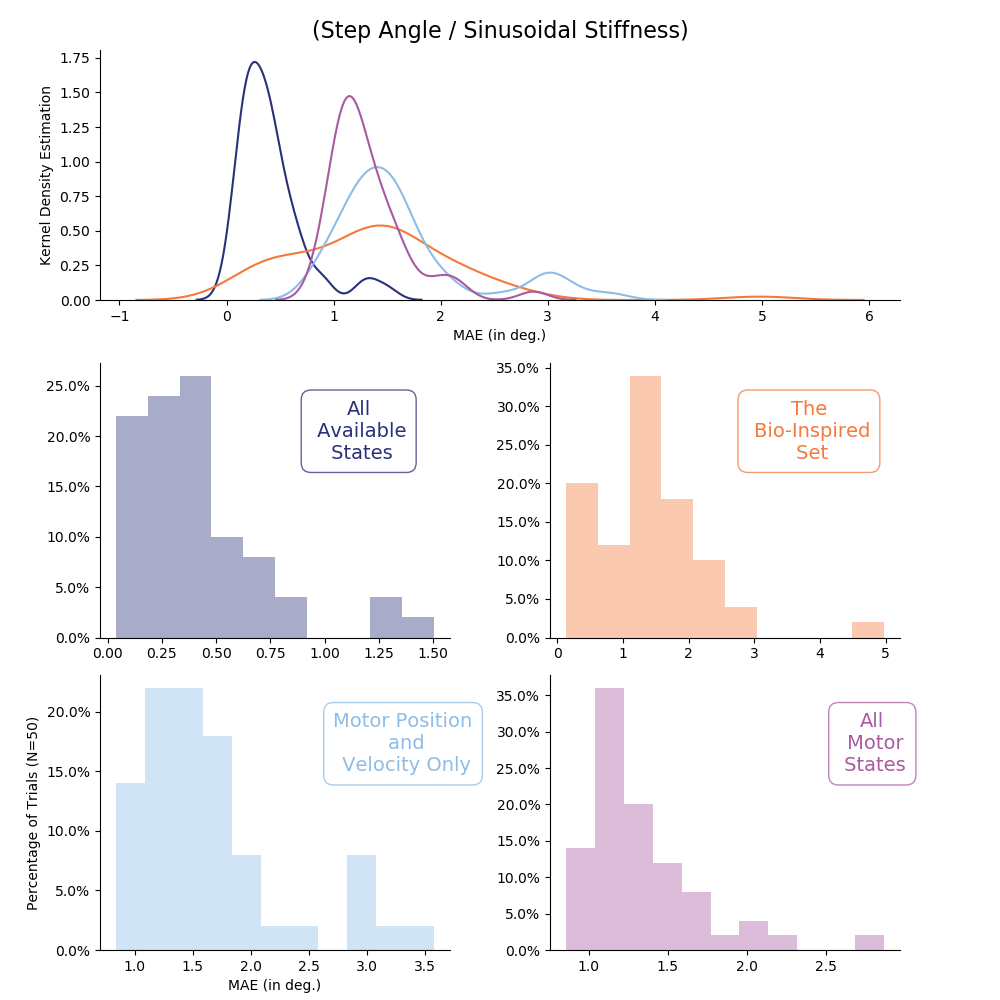 (Step Angle / Sinusoidal Stiffness)
Kernel Density Estimation
1.75
1.50
1.25
1.00
0.75
0.50
0.25
0.00
−1 0 1 2 3 4 5 6
MAE (in deg.)
25.0%
20.0%
15.0%
10.0%
5.0%
0.0%
0.00 0.25 0.50 0.75 1.00 1.25 1.50
All
Available
States
35.0%
30.0%
25.0%
20.0%
15.0%
10.0%
5.0%
0.0%
0 1 2 3 4 5
The
Bio-Inspired
Set
Percentage of Trials (N=50)
20.0%
15.0%
10.0%
5.0%
0.0%
1.0 1.5 2.0 2.5 3.0 3.5
MAE (in deg.)
Motor Position
and
Velocity Only
35.0%
30.0%
25.0%
20.0%
15.0%
10.0%
5.0%
0.0%
1.0 1.5 2.0 2.5
All
Motor
States